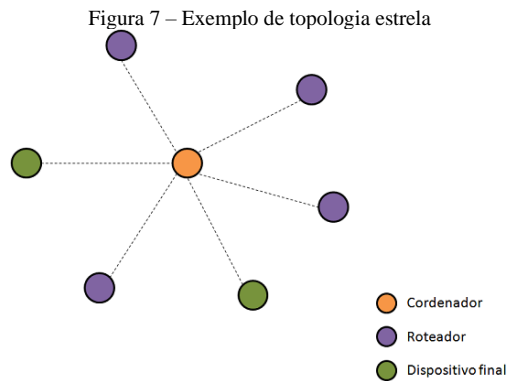 Figura 7 – Exemplo de topologia estrela
Cordenador
Roteador
Dispositivo final